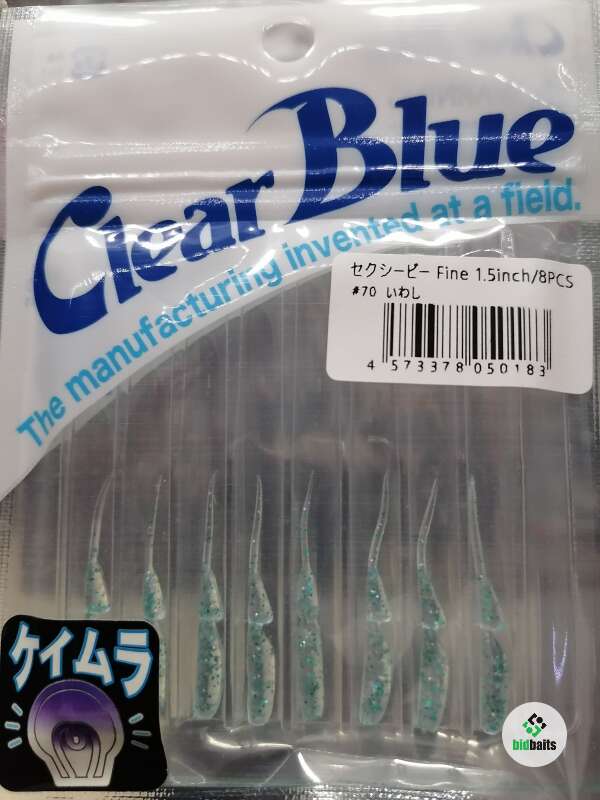 Clear Blue
The manufacturing invented at a field.
セクシービー Fine 1.5inch/8PCS
#70 いわし
4 573378 050183
ケイムラ
bidbaits